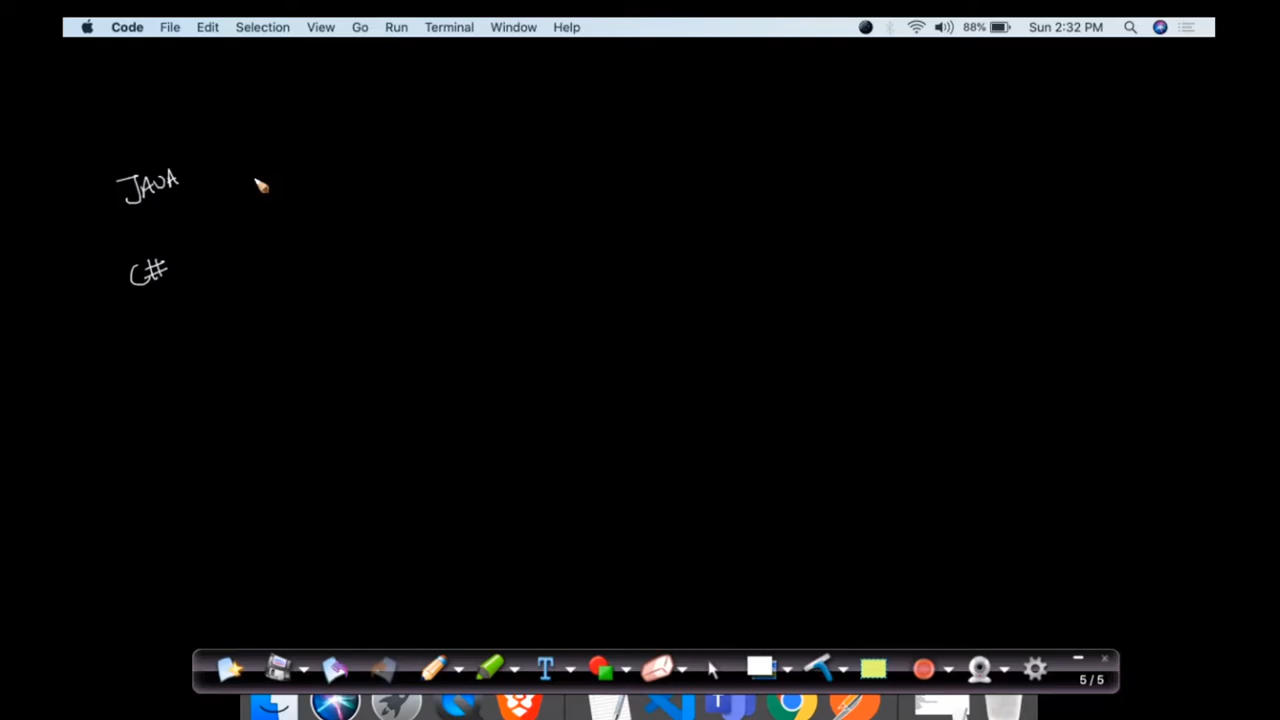 Code File Edit Selection View Go Run Terminal Window Help 88% Sun 2:32 PM
JAVA
C#
T
5 / 5
T